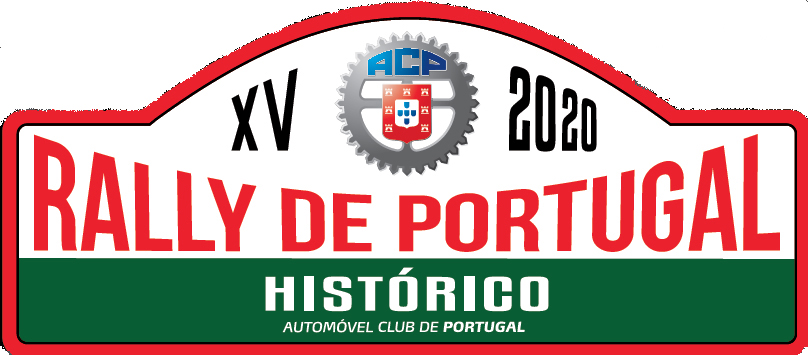 ACP
XV 2020
RALLY DE PORTUGAL
HISTÓRICO
AUTOMÓVEL CLUB DE PORTUGAL